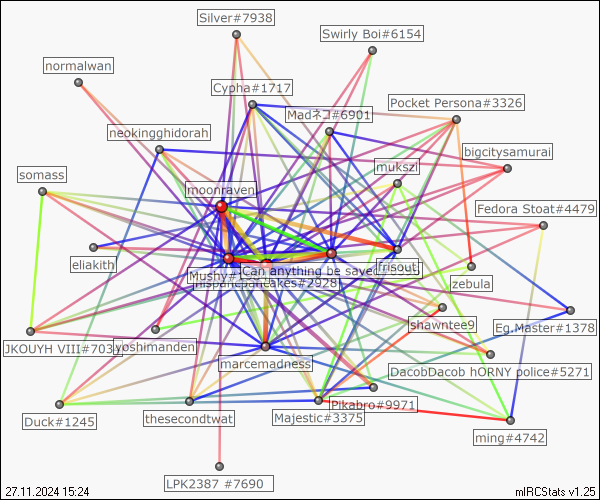 Silver#7938
Swirly Boi#6154
normalwan
Cypha#1717
Pocket Persona#3326
Madネコ#6901
neokingghidorah
bigcitysamurai
mukszi
somass
moonraven
Fedora Stoat#4479
eliakith
frisout
Can anything be saved
Mushy#
pancakes#2928
zebula
Eg.Master#1378
shawntee9
JKOUYH VIII#703
yoshimanden
marcemadness
DacobDacob hORNY police#5271
Pikabro#9971
Duck#1245
thesecondtwat
Majestic#3375
ming#4742
LPK2387 #7690
27.11.2024 15:24
mIRCStats v1.25